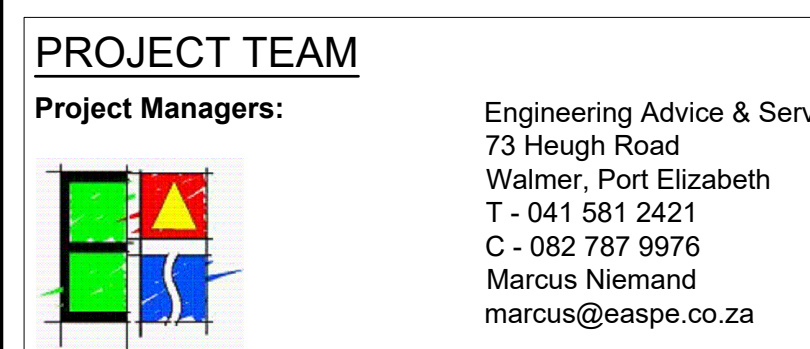 PROJECT TEAM
Project Managers:
Engineering Advice & Serv
73 Heugh Road
Walmer, Port Elizabeth
T - 041 581 2421
C - 082 787 9976
Marcus Niemand
marcus@easpe.co.za